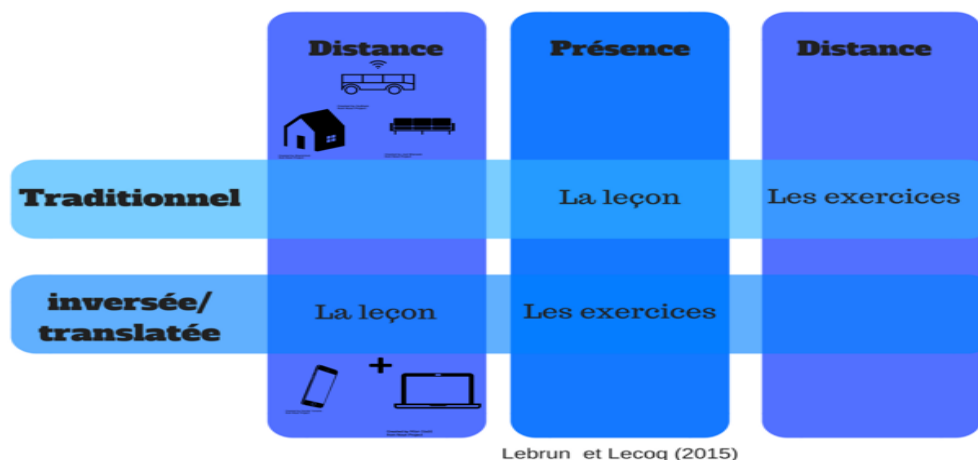 Distance
Présence
Distance
Traditionnel
La leçon
Les exercices
inversée/
translatée
La leçon
Les exercices
+
Lebrun et Lecoq (2015)